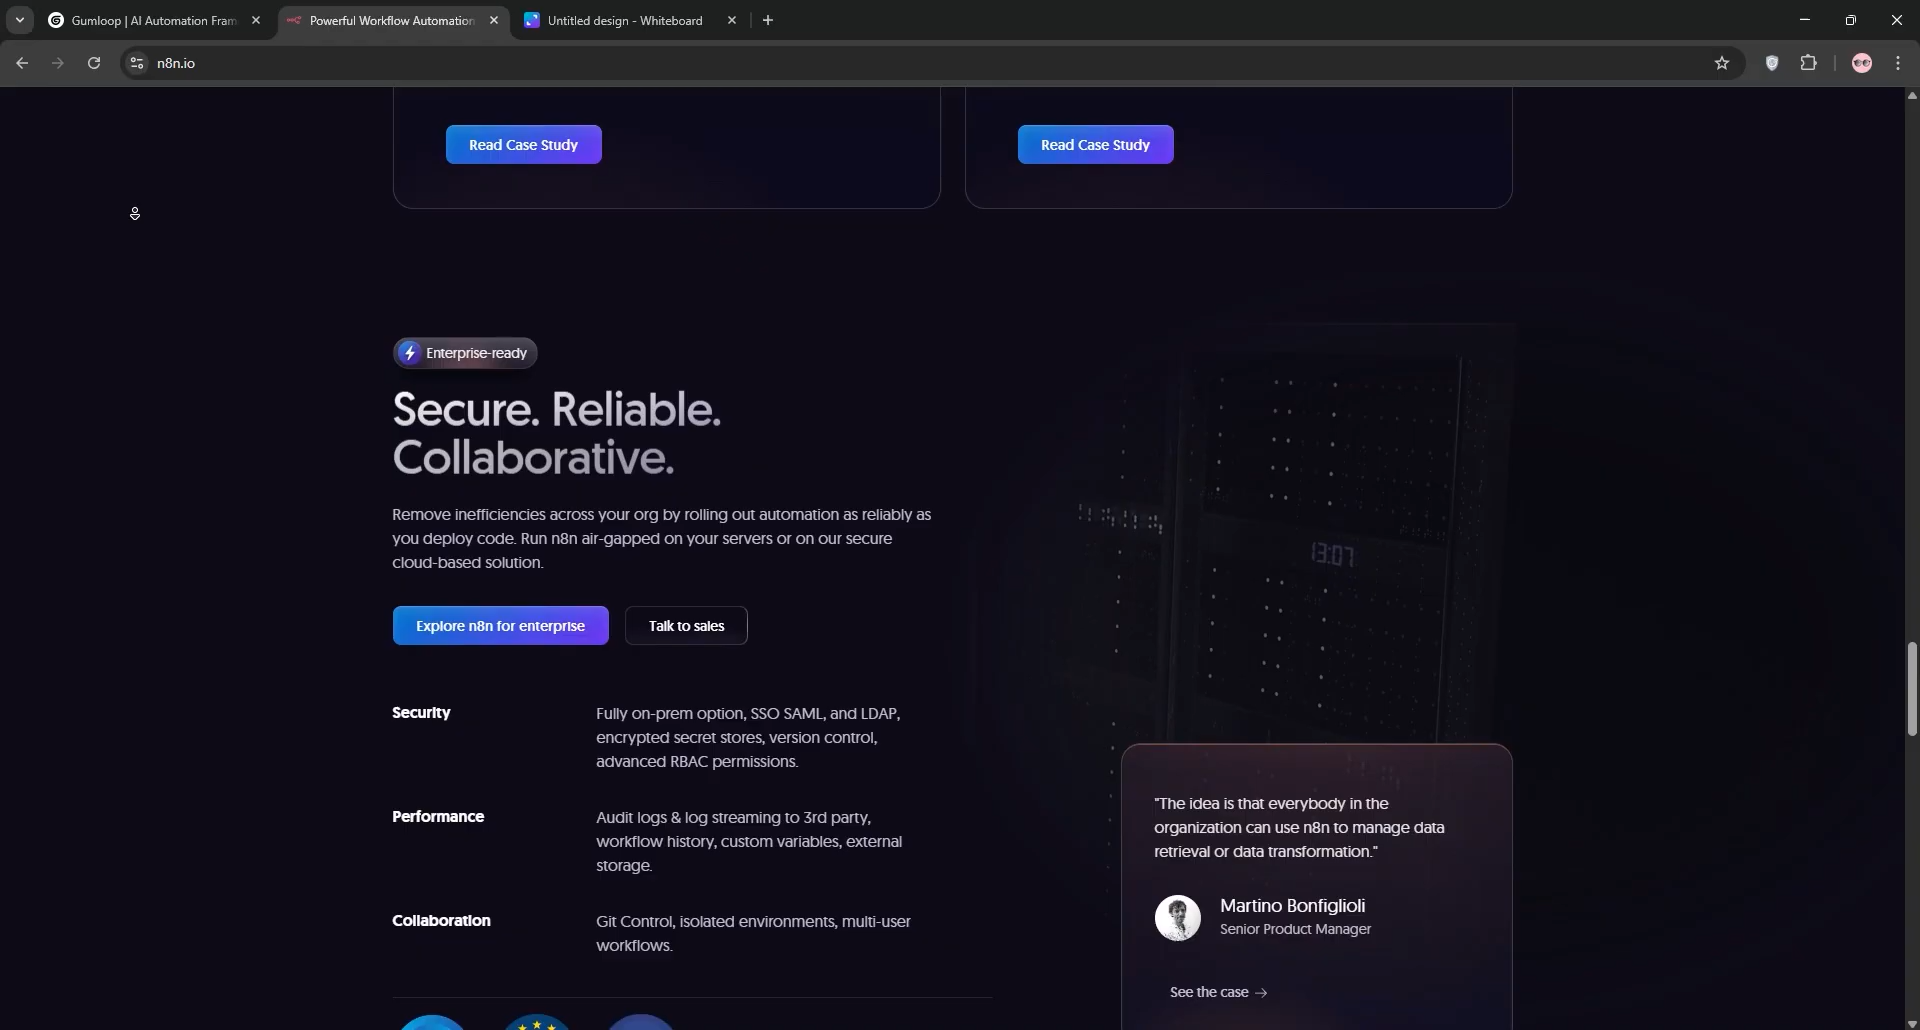 Gumloop | AI Automation Fram
Powerful Workflow Automation
Untitled design - Whiteboard
n8n.io
Read Case Study
Read Case Study
Enterprise-ready
Secure. Reliable.
Collaborative.
Remove inefficiencies across your org by rolling out automation as reliably as
you deploy code. Run n8n air-gapped on your servers or on our secure
cloud-based solution.
Explore n8n for enterprise
Talk to sales
Security
Fully on-prem option, SSO SAML, and LDAP,
encrypted secret stores, version control,
advanced RBAC permissions.
Performance
Audit logs & log streaming to 3rd party,
workflow history, custom variables, external
storage.
Collaboration
Git Control, isolated environments, multi-user
workflows.
13:07
"The idea is that everybody in the
organization can use n8n to manage data
retrieval or data transformation."
Martino Bonfiglioli
Senior Product Manager
See the case →